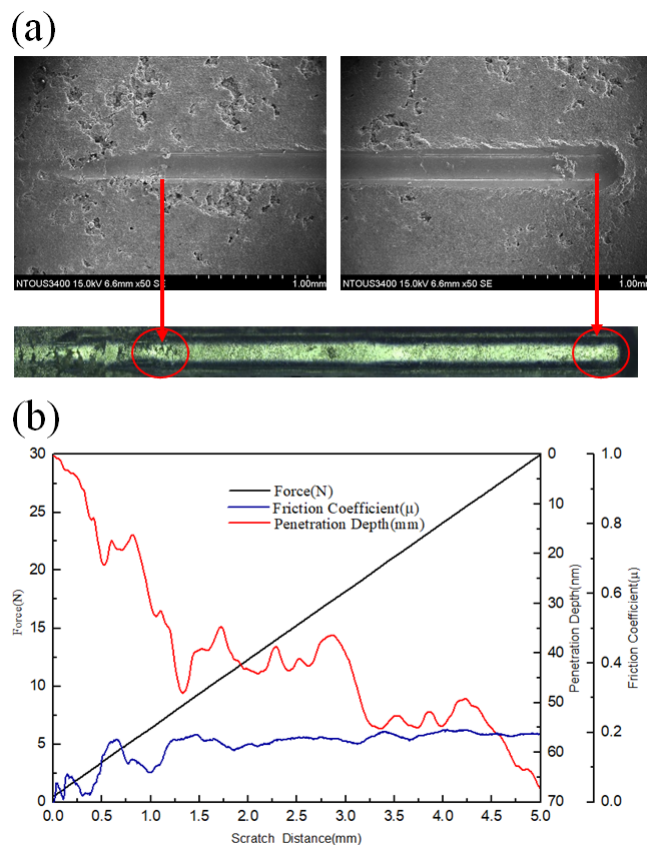 (a)
NTOUS3400 15.0kV 6.6mm x50 SE 1.00mm
NTOUS3400 15.0kV 6.6mm x50 SE 1.00mm
(b)
Force(N)
Friction Coefficient(μ)
Penetration Depth(mm)
30
25
20
15
10
5
0
Force(N)
0
10
20
30
40
50
60
70
Penetration Depth(nm)
1.0
0.8
0.6
0.4
0.2
0.0
Friction Coefficient(μ)
0.0 0.5 1.0 1.5 2.0 2.5 3.0 3.5 4.0 4.5 5.0
Scratch Distance(mm)